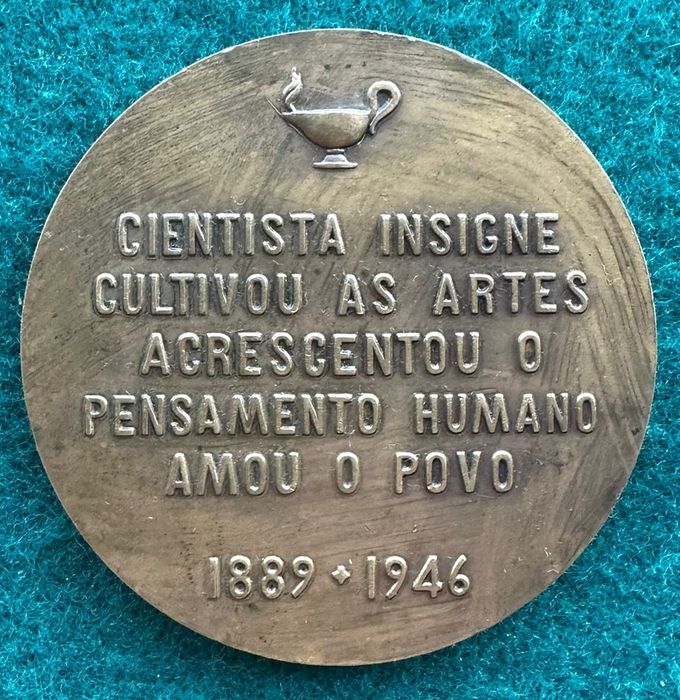 CIENTISTA INSIGNE
CULTIVOU AS ARTES
ACRESCENTOU O
PENSAMENTO HUMANO
AMOU O POVO
1889 + 1946